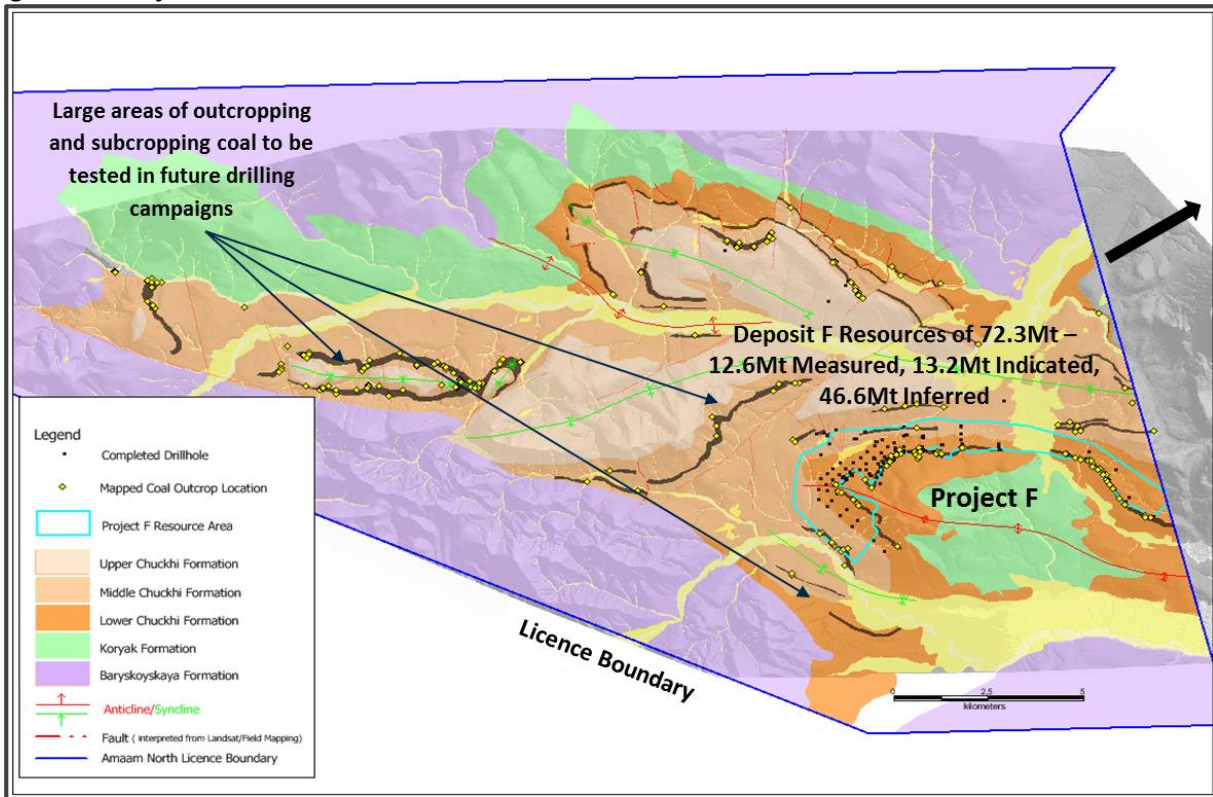 Large areas of outcropping
and subcropping coal to be
tested in future drilling
campaigns
Deposit F Resources of 72.3Mt –
12.6Mt Measured, 13.2Mt Indicated,
46.6Mt Inferred
Project F
Licence Boundary
Legend
Completed Drillhole
Mapped Coal Outcrop Location
Project F Resource Area
Upper Chuckhi Formation
Middle Chuckhi Formation
Lower Chuckhi Formation
Koryak Formation
Baryskoyskaya Formation
Anticline/Syncline
Fault ( interpreted from Landsat/Field Mapping)
Amaam North Licence Boundary
0 2.5 5
kilometers